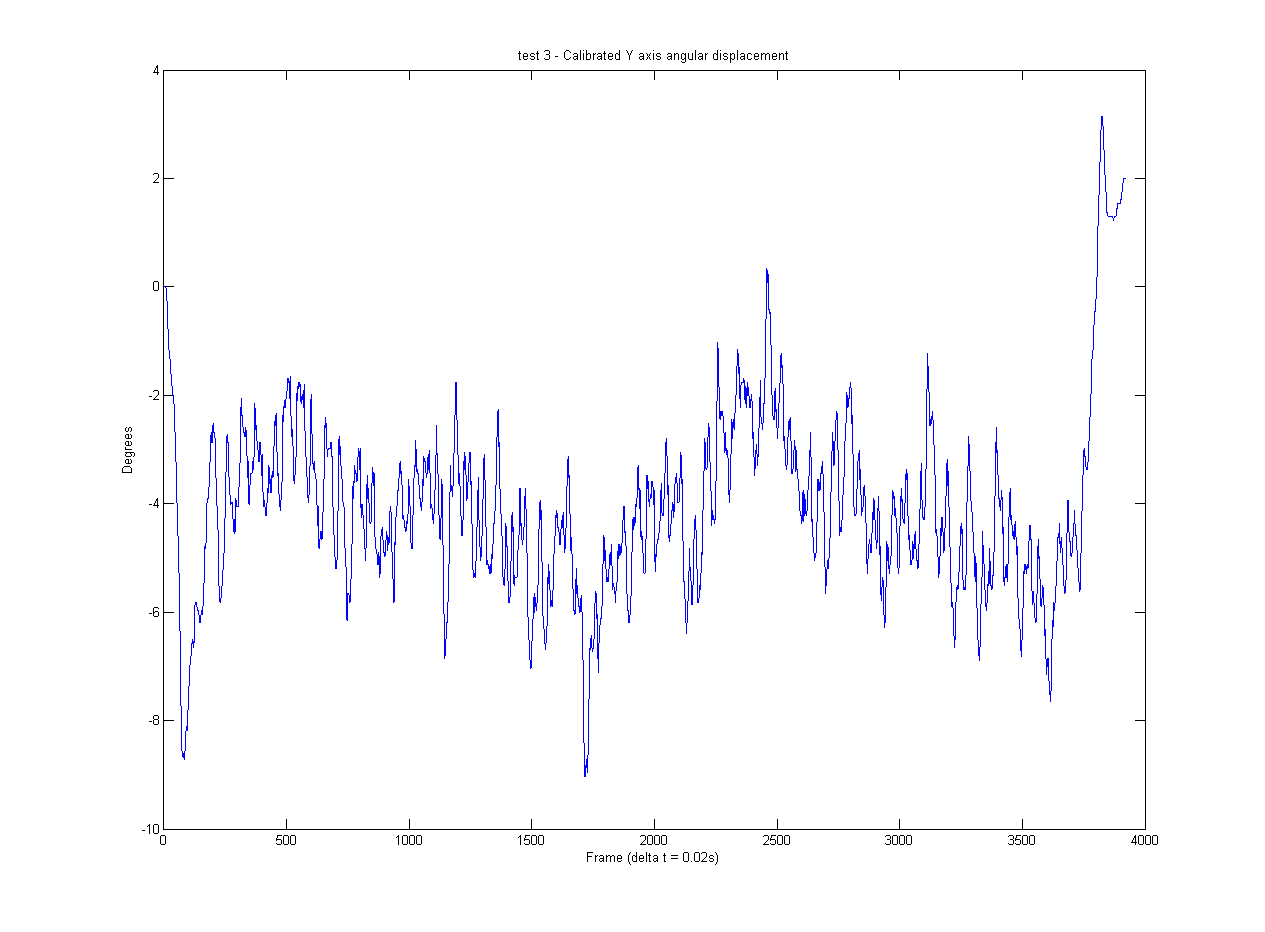 test 3 - Calibrated Y axis angular displacement
4
2
0
-2
-4
-6
-8
-10
Degrees
0 500 1000 1500 2000 2500 3000 3500 4000
Frame (delta t = 0.02s)